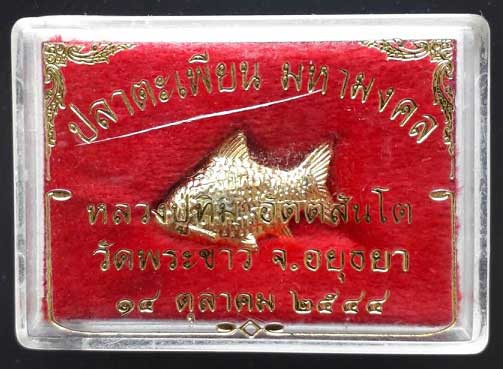 ปลาตะเพียน มหามงคล
หลวงปู่ทิม อัตตสันโต
วัดพระขาว จ.อยุธยา
๑๔ ตุลาคม ๒๕๔๔